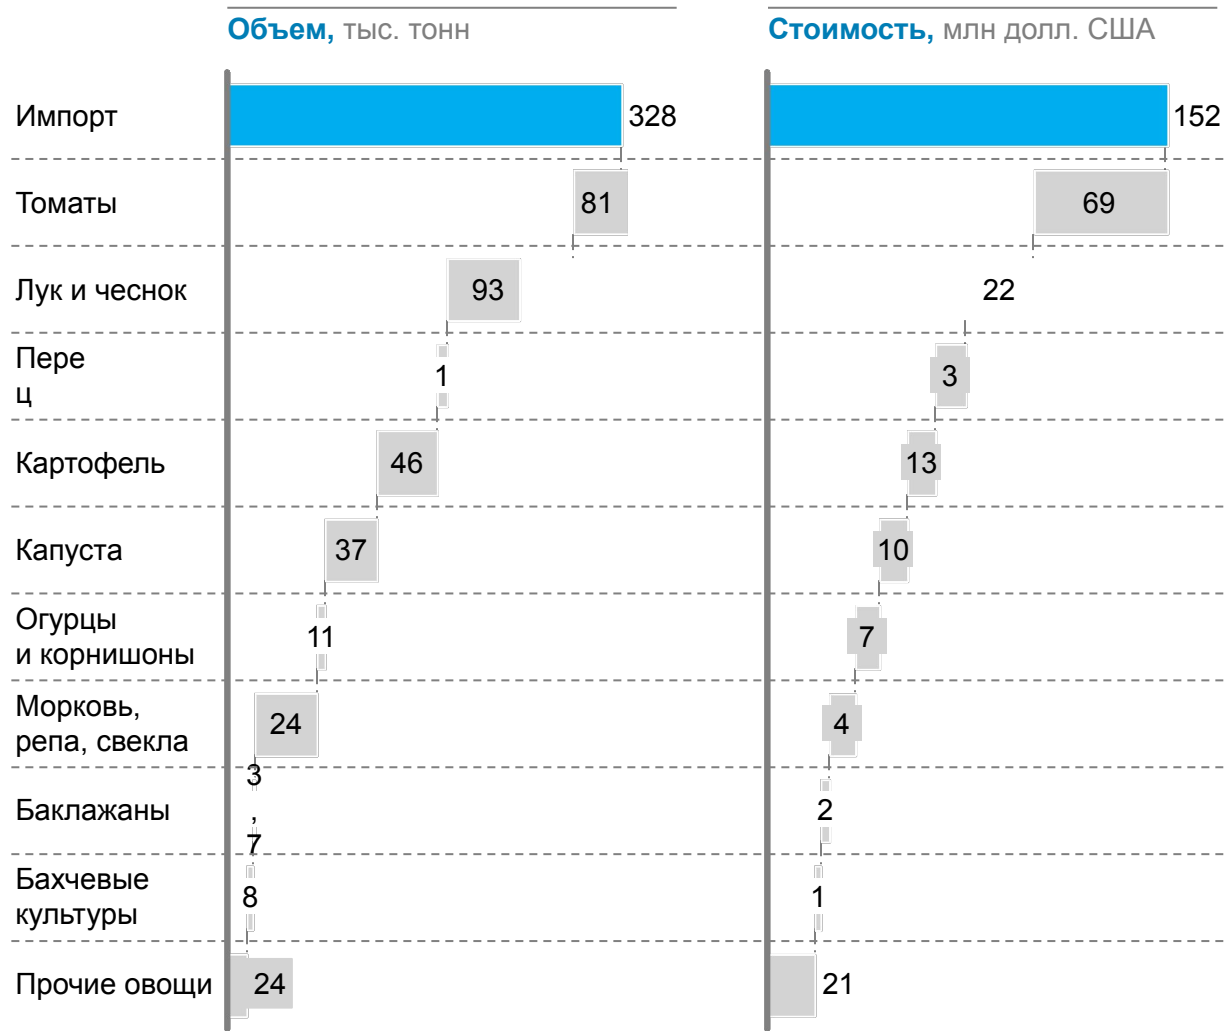 Объем, тыс. тонн
Стоимость, млн долл. США
Импорт 328 152
Томаты 81 69
Лук и чеснок 93 22
Пере
ц 1 3
Картофель 46 13
Капуста 37 10
Огурцы
и корнишоны 11 7
Морковь,
репа, свекла 24 4
Баклажаны 3,7 2
Бахчевые
культуры 8 1
Прочие овощи 24 21